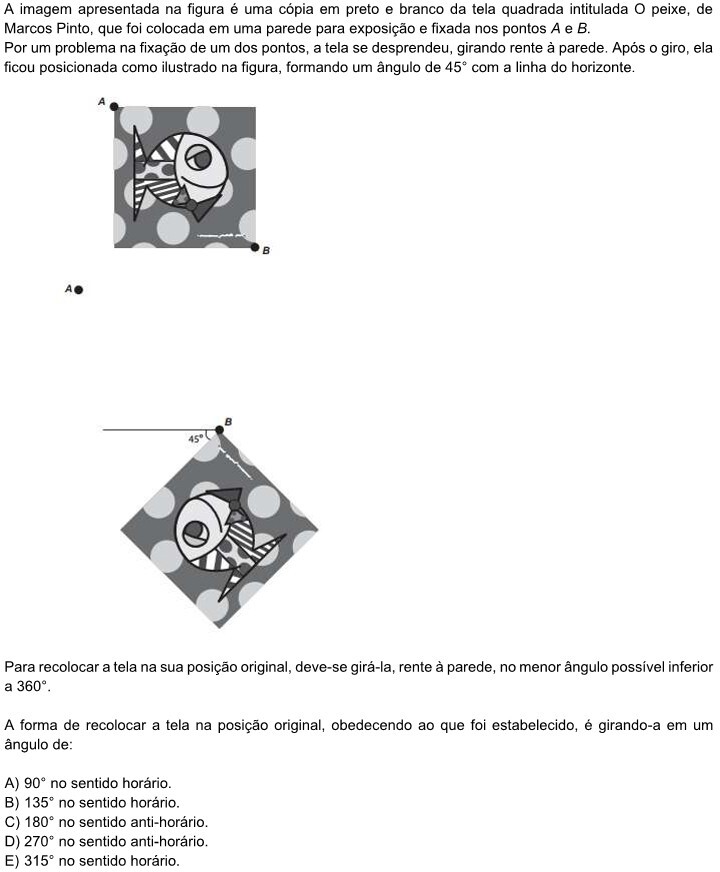 A imagem apresentada na figura é uma cópia em preto e branco da tela quadrada intitulada O peixe, de
Marcos Pinto, que foi colocada em uma parede para exposição e fixada nos pontos A e B.
Por um problema na fixação de um dos pontos, a tela se desprendeu, girando rente à parede. Após o giro, ela
ficou posicionada como ilustrado na figura, formando um ângulo de 45° com a linha do horizonte.
A
B
A
B
45°
Para recolocar a tela na sua posição original, deve-se girá-la, rente à parede, no menor ângulo possível inferior
a 360°.
A forma de recolocar a tela na posição original, obedecendo ao que foi estabelecido, é girando-a em um
ângulo de:
A) 90° no sentido horário.
B) 135° no sentido horário.
C) 180° no sentido anti-horário.
D) 270° no sentido anti-horário.
E) 315° no sentido horário.